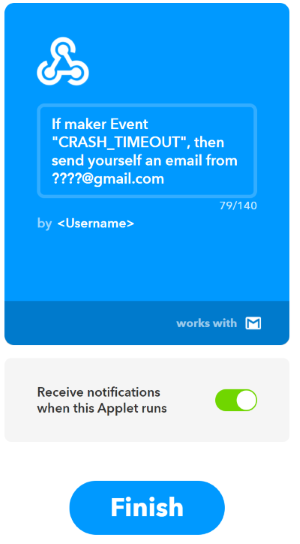 If maker Event
"CRASH_TIMEOUT", then
send yourself an email from
????@gmail.com
79/140
by <Username>
works with
Receive notifications
when this Applet runs
Finish